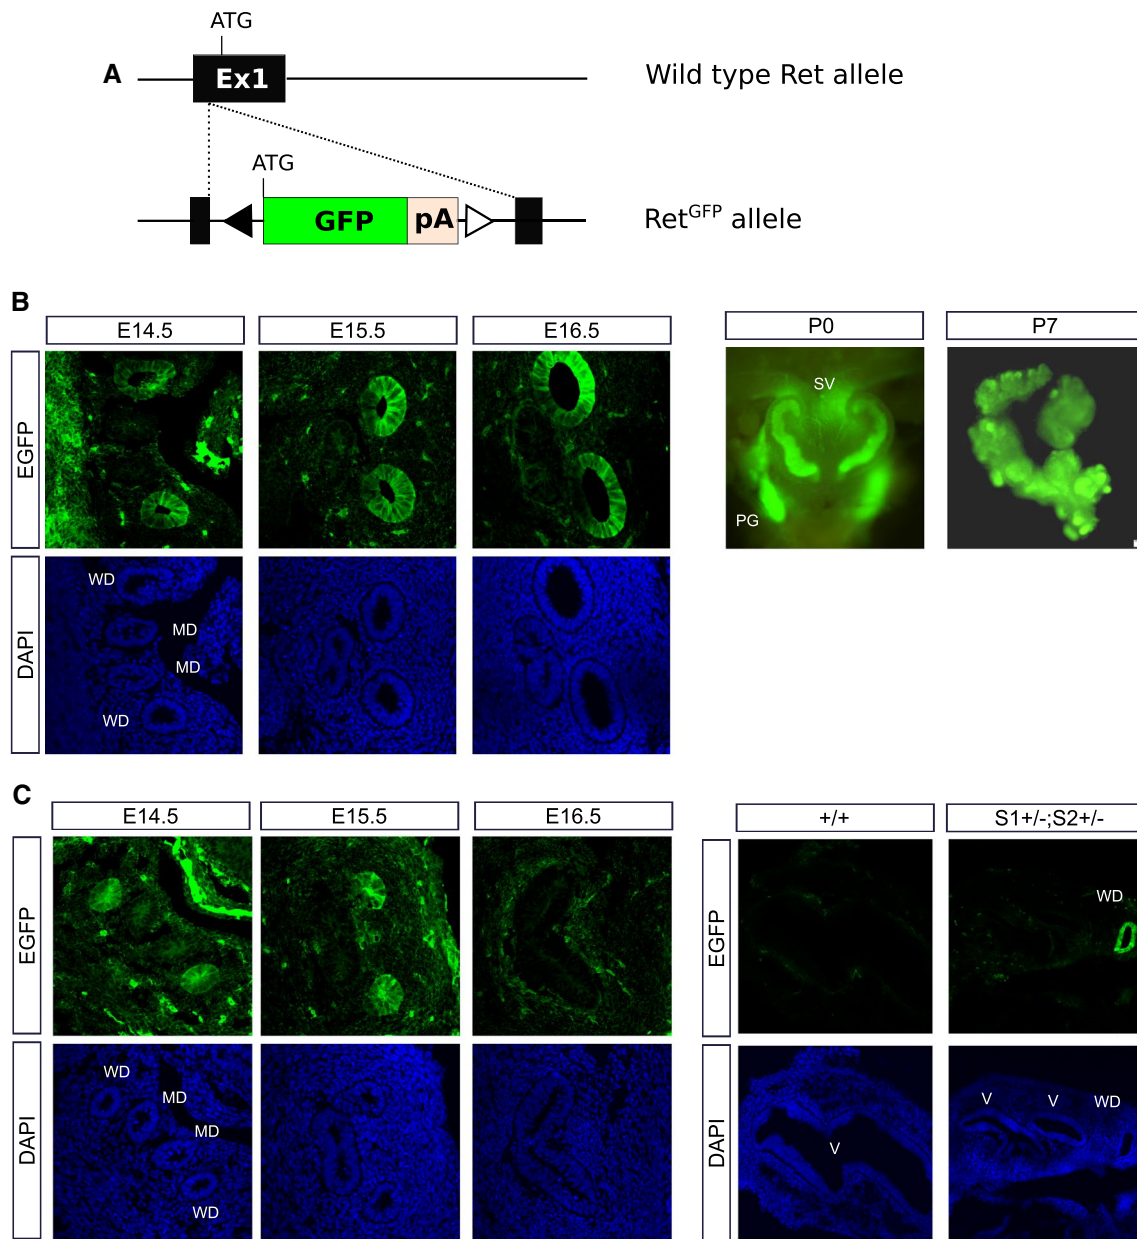 A
ATG
Ex1
Wild type Ret allele
ATG
GFP
pA
Ret^GFP allele
B
E14.5
E15.5
E16.5
P0
P7
EGFP
SV
PG
DAPI
WD
MD
MD
WD
C
E14.5
E15.5
E16.5
+/+
S1+/-;S2+/-
EGFP
EGFP
WD
DAPI
WD
MD
MD
WD
DAPI
V
V
V
WD